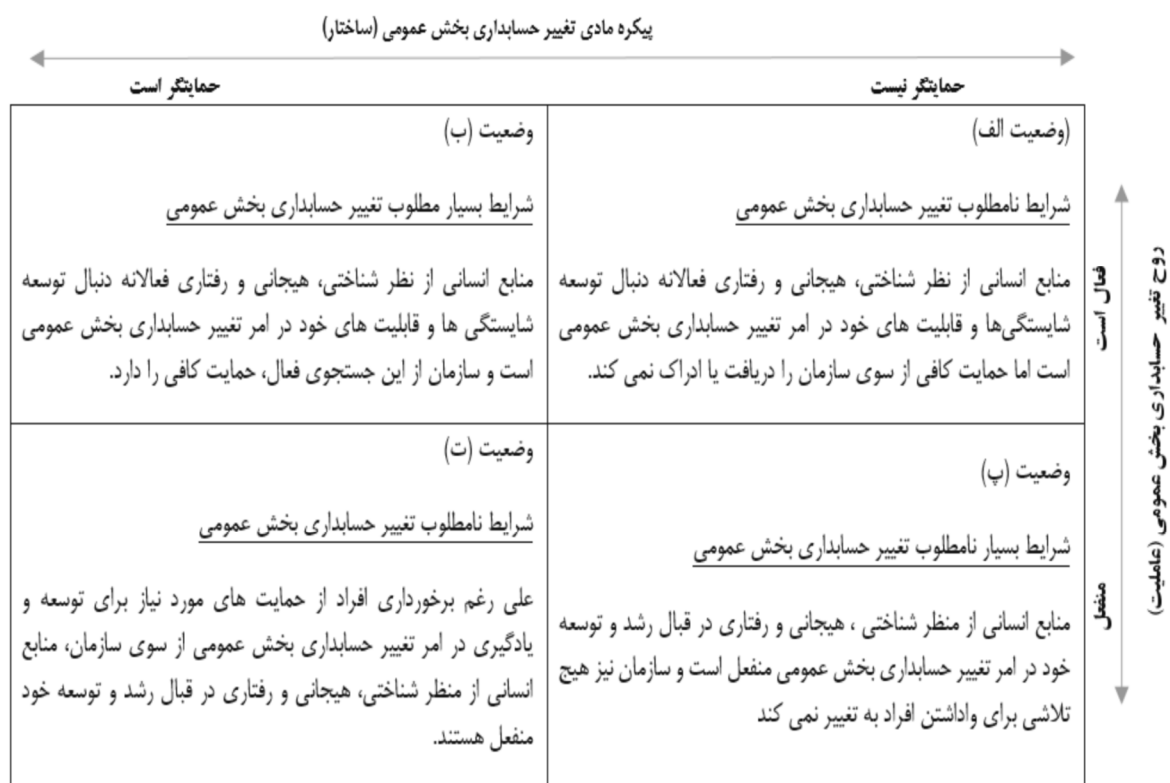 پیکره مادی تغییر حسابداری بخش عمومی (ساختار)
حمایتگر نیست
حمایتگر است
(وضعیت الف)
شرایط نامطلوب تغییر حسابداری بخش عمومی
منابع انسانی از نظر شناختی، هیجانی و رفتاری فعالانه دنبال توسعه
شایستگی‌ها و قابلیت های خود در امر تغییر حسابداری بخش عمومی
است اما حمایت کافی از سوی سازمان را دریافت یا ادراک نمی کند.
وضعیت (ب)
شرایط بسیار مطلوب تغییر حسابداری بخش عمومی
منابع انسانی از نظر شناختی، هیجانی و رفتاری فعالانه دنبال توسعه
شایستگی ها و قابلیت های خود در امر تغییر حسابداری بخش عمومی
است و سازمان از این جستجوی فعال، حمایت کافی را دارد.
وضعیت (پ)
شرایط بسیار نامطلوب تغییر حسابداری بخش عمومی
منابع انسانی از منظر شناختی ، هیجانی و رفتاری در قبال رشد و توسعه
خود در امر تغییر حسابداری بخش عمومی منفعل است و سازمان نیز هیچ
تلاشی برای واداشتن افراد به تغییر نمی کند
وضعیت (ت)
شرایط نامطلوب تغییر حسابداری بخش عمومی
علی رغم برخورداری افراد از حمایت های مورد نیاز برای توسعه و
یادگیری در امر تغییر حسابداری بخش عمومی از سوی سازمان، منابع
انسانی از منظر شناختی، هیجانی و رفتاری در قبال رشد و توسعه خود
منفعل هستند.
فعال است
منفعل
روح تغییر حسابداری بخش عمومی (عاملیت)